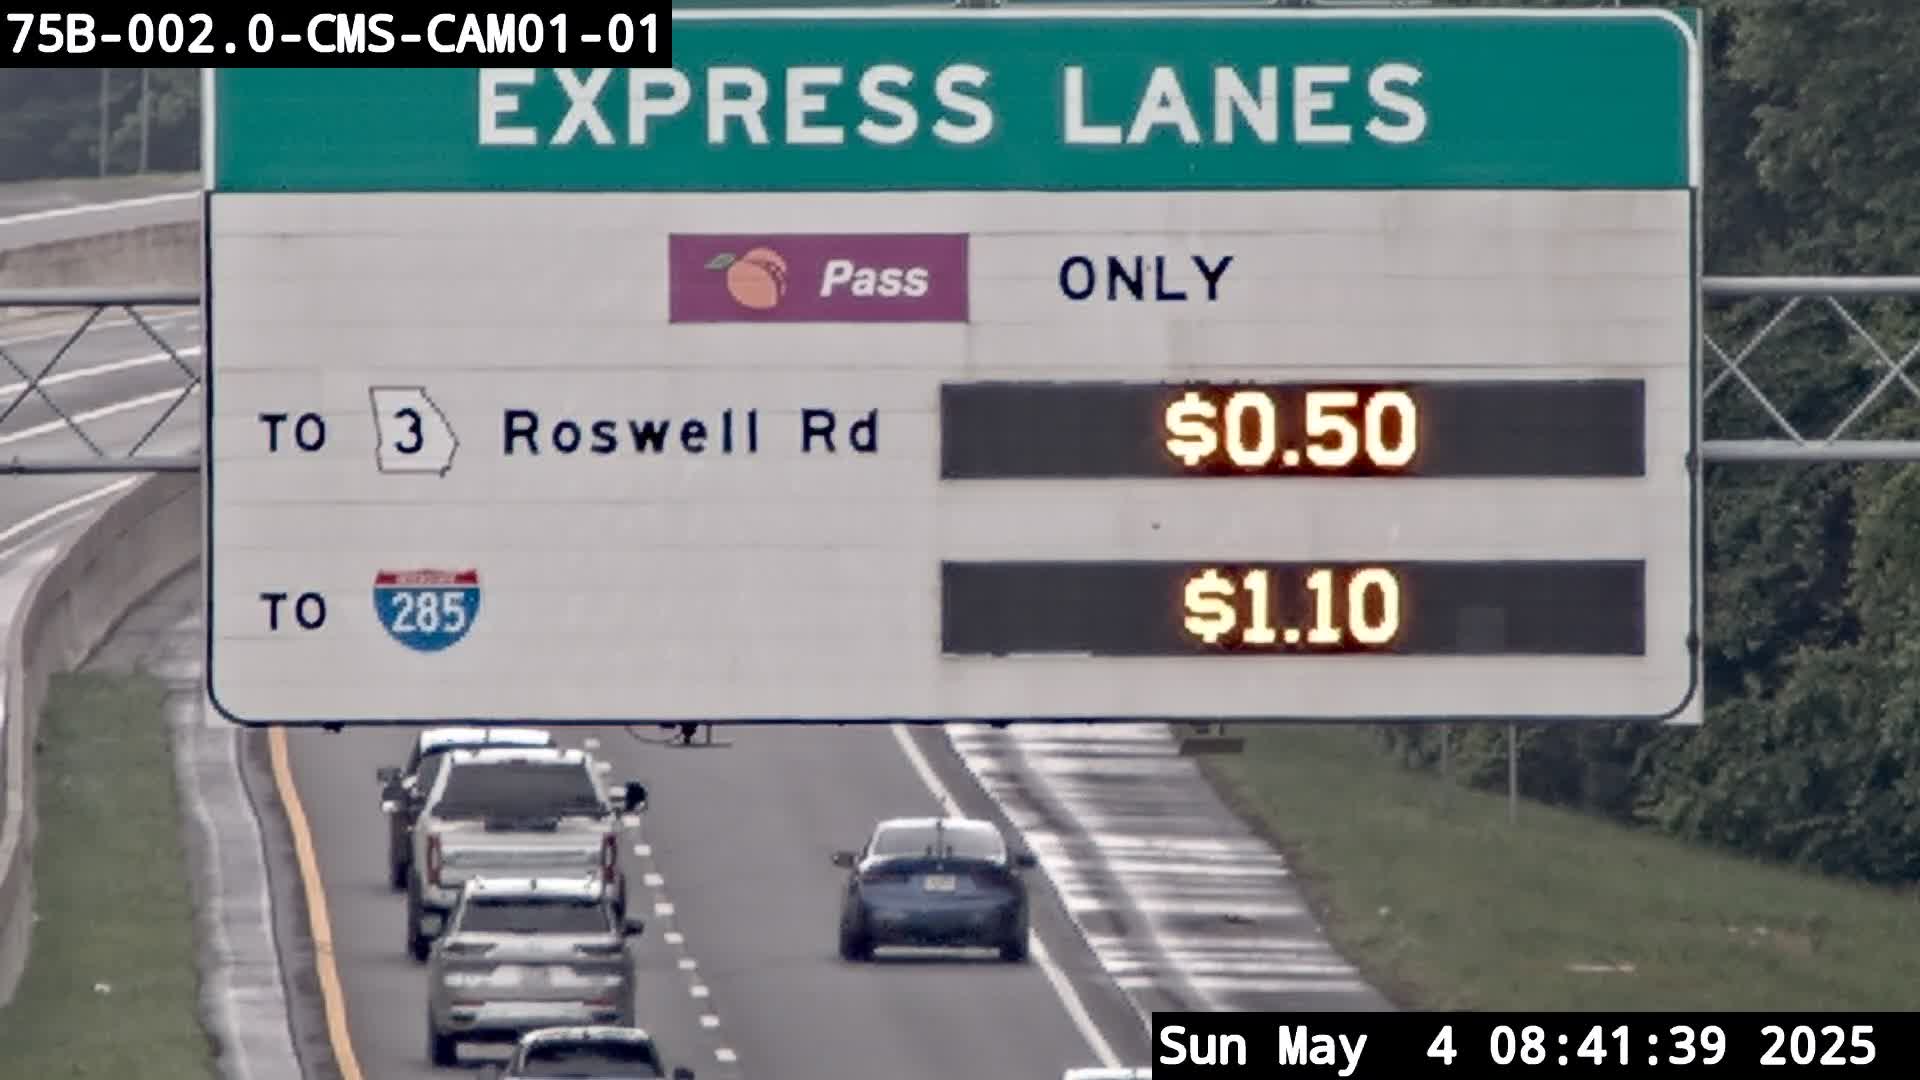 75B-002.0-CMS-CAM01-01
EXPRESS LANES
Pass ONLY
TO 3 Roswell Rd $0.50
TO 285 $1.10
Sun May 4 08:41:39 2025